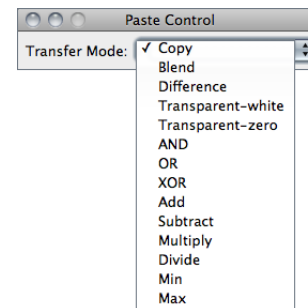 Paste Control
Transfer Mode: ✓ Copy
Blend
Difference
Transparent-white
Transparent-zero
AND
OR
XOR
Add
Subtract
Multiply
Divide
Min
Max